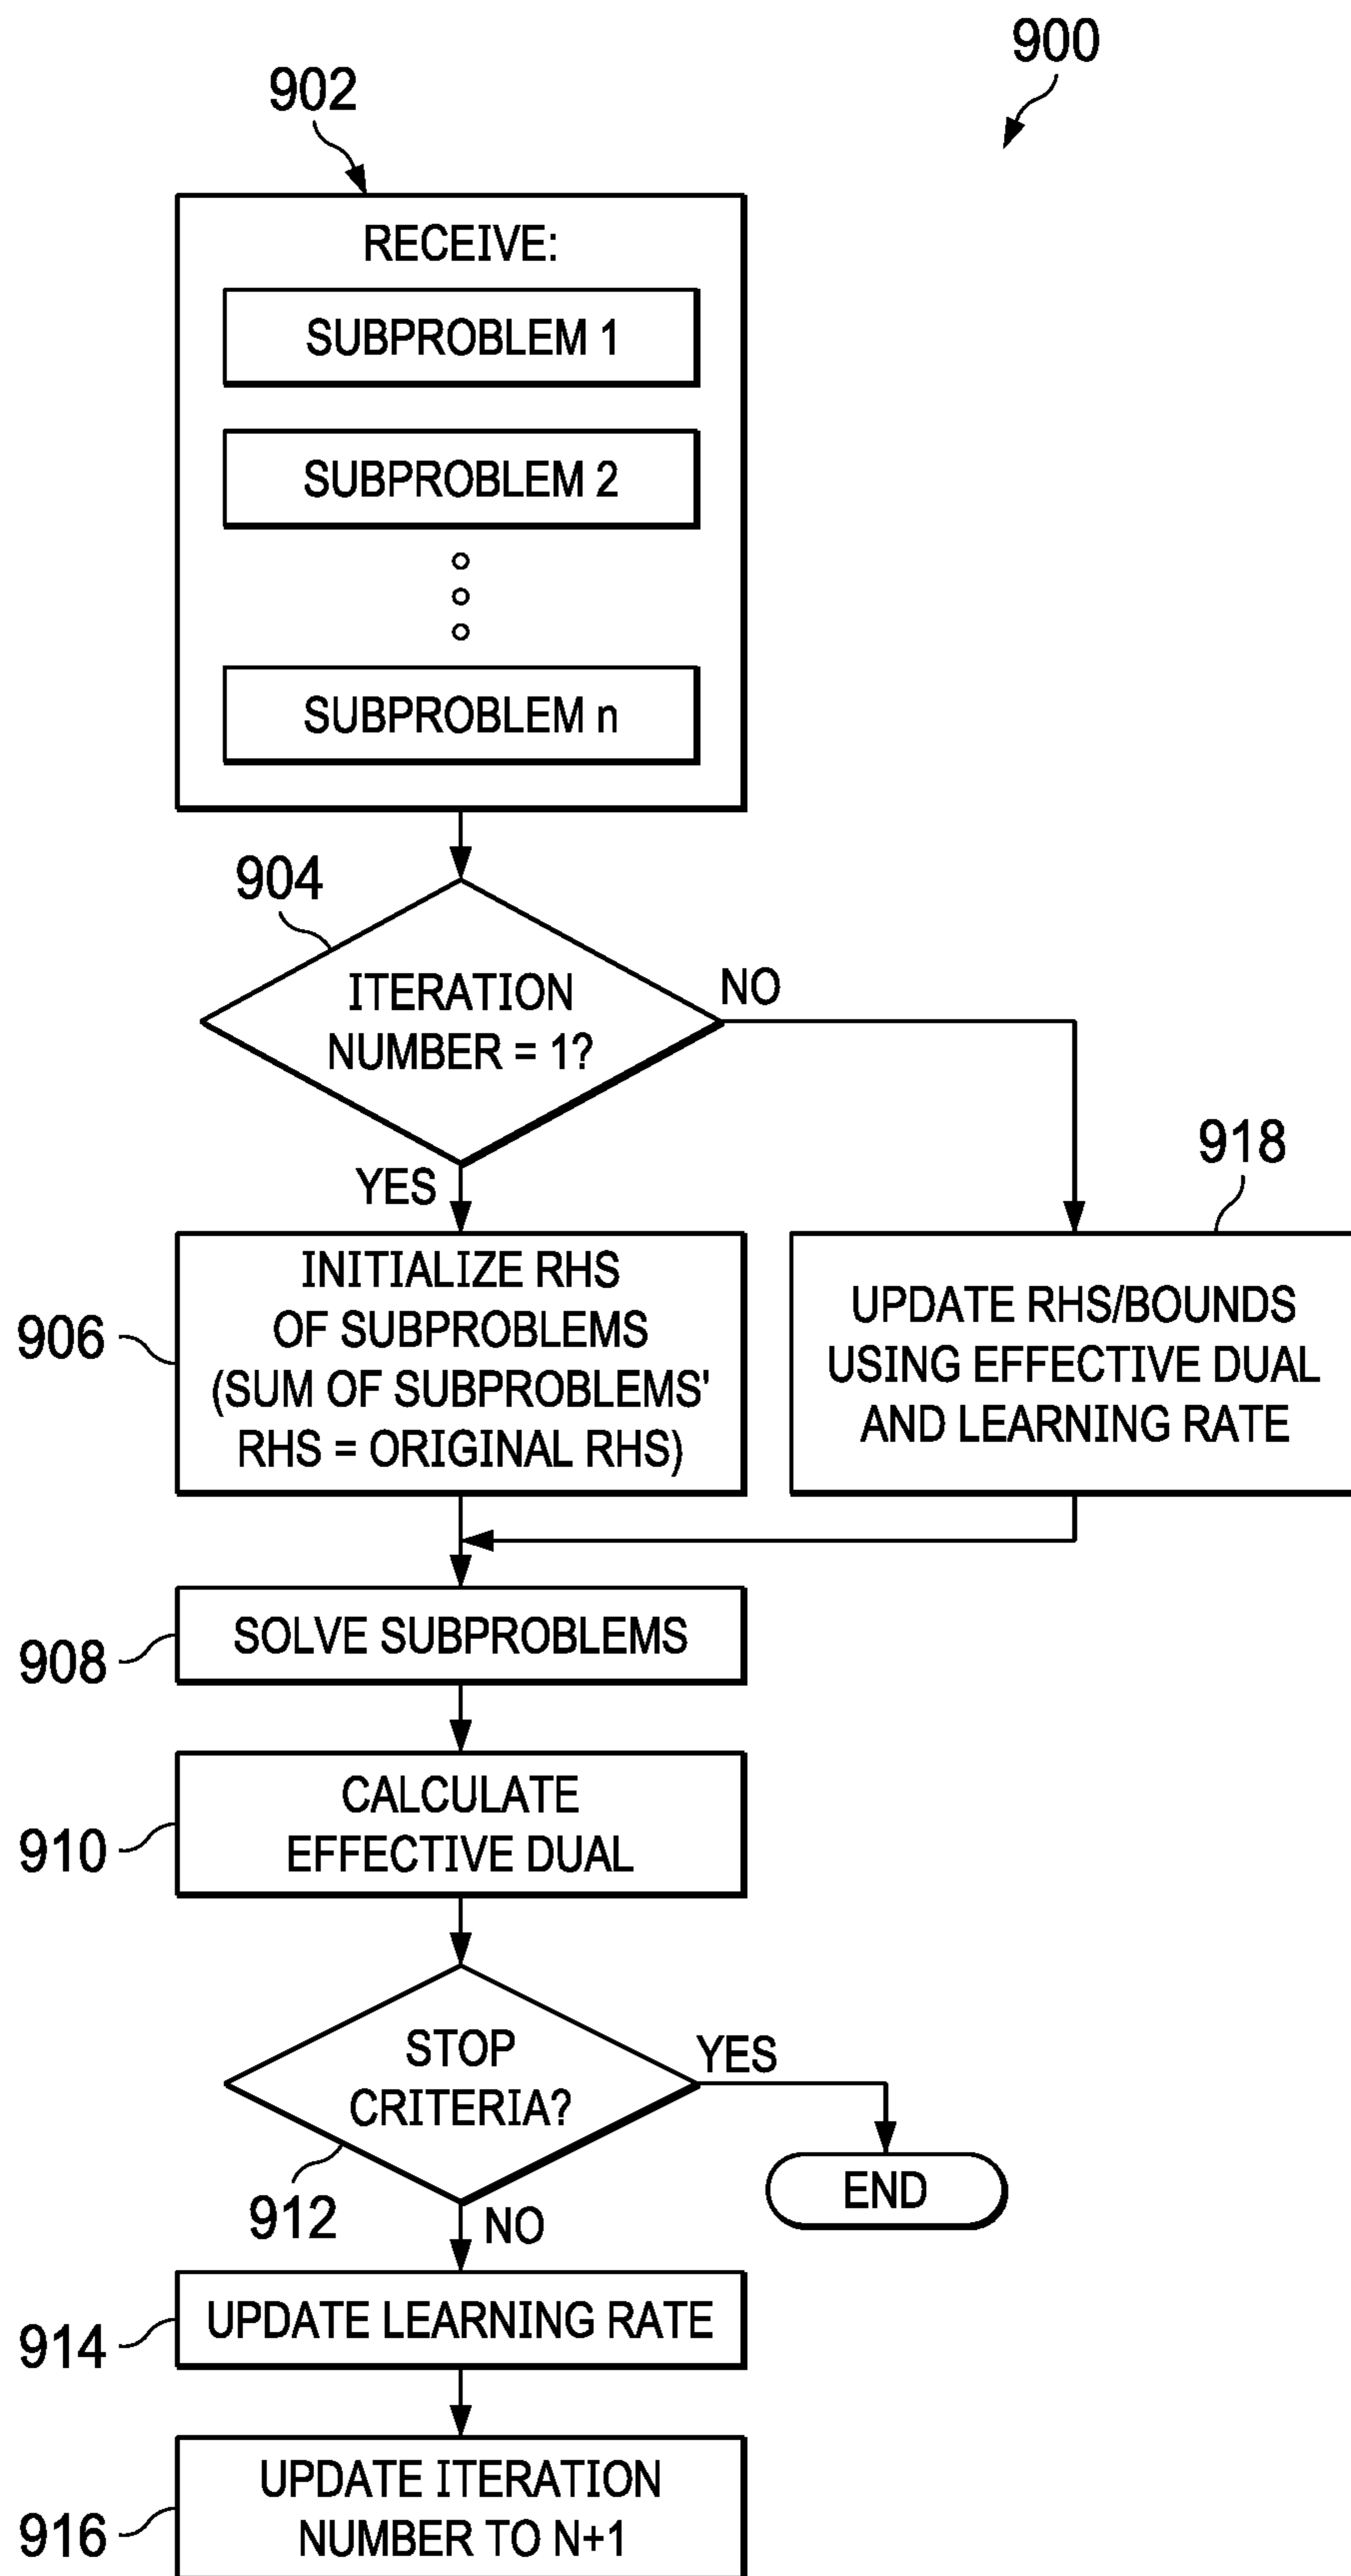 900
902
RECEIVE:
SUBPROBLEM 1
SUBPROBLEM 2
SUBPROBLEM n
904
ITERATION
NUMBER = 1?
NO
YES
918
906
INITIALIZE RHS
OF SUBPROBLEMS
(SUM OF SUBPROBLEMS'
RHS = ORIGINAL RHS)
UPDATE RHS/BOUNDS
USING EFFECTIVE DUAL
AND LEARNING RATE
908
SOLVE SUBPROBLEMS
910
CALCULATE
EFFECTIVE DUAL
STOP
CRITERIA?
YES
END
912
NO
914
UPDATE LEARNING RATE
916
UPDATE ITERATION
NUMBER TO N+1